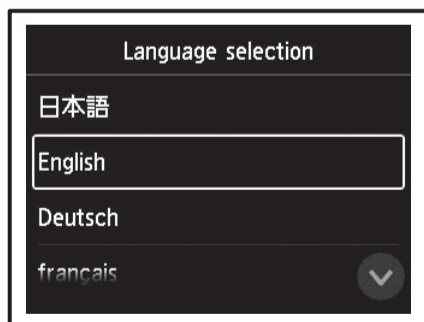 Language selection
日本語
English
Deutsch
français